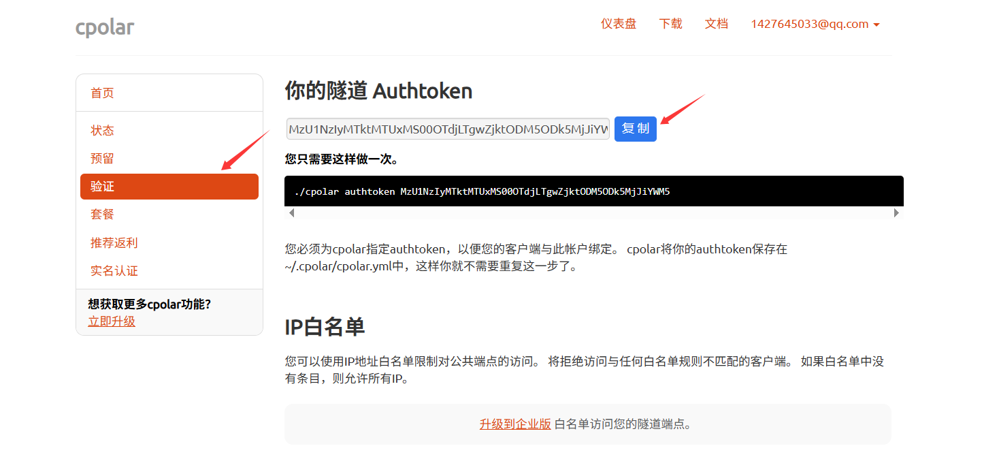 cpolar
仪表盘 下载 文档 1427645033@qq.com
首页
状态
预留
验证
套餐
推荐返利
实名认证
想获取更多cpolar功能?
立即升级
你的隧道 Authtoken
MzU1NzIyMTktMTUxMS00OTdjLTgwZjktODM5ODk5MjJiYW 复制
您只需要这样做一次。
./cpolar authtoken MzU1NzIyMTktMTUxMS00OTdjLTgwZjktODM5ODk5MjJiYWM5
您必须为cpolar指定authtoken，以便您的客户端与此帐户绑定。 cpolar将你的authtoken保存在
~/.cpolar/cpolar.yml中，这样你就不需要重复这一步了。
IP白名单
您可以使用IP地址白名单限制对公共端点的访问。 将拒绝访问与任何白名单规则不匹配的客户端。 如果白名单中没
有条目，则允许所有IP。
升级到企业版 白名单访问您的隧道端点。